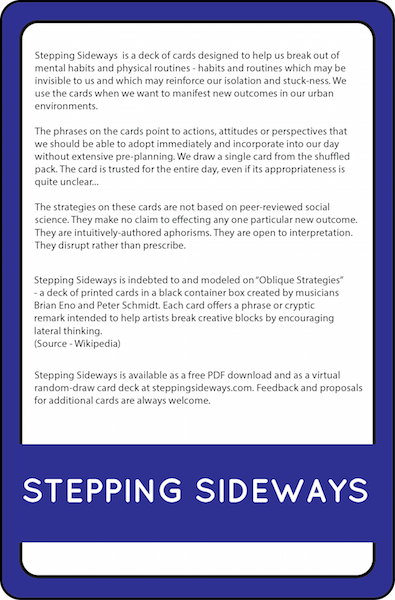 Stepping Sideways is a deck of cards designed to help us break out of
mental habits and physical routines - habits and routines which may be
invisible to us and which may reinforce our isolation and stuck-ness. We
use the cards when we want to manifest new outcomes in our urban
environments.
The phrases on the cards point to actions, attitudes or perspectives that
we should be able to adopt immediately and incorporate into our day
without extensive pre-planning. We draw a single card from the shuffled
pack. The card is trusted for the entire day, even if its appropriateness is
quite unclear...
The strategies on these cards are not based on peer-reviewed social
science. They make no claim to effecting any one particular new outcome.
They are intuitively-authored aphorisms. They are open to interpretation.
They disrupt rather than prescribe.
Stepping Sideways is indebted to and modeled on “Oblique Strategies”
- a deck of printed cards in a black container box created by musicians
Brian Eno and Peter Schmidt. Each card offers a phrase or cryptic
remark intended to help artists break creative blocks by encouraging
lateral thinking.
(Source - Wikipedia)
Stepping Sideways is available as a free PDF download and as a virtual
random-draw card deck at steppingsideways.com. Feedback and proposals
for additional cards are always welcome.
STEPPING SIDEWAYS